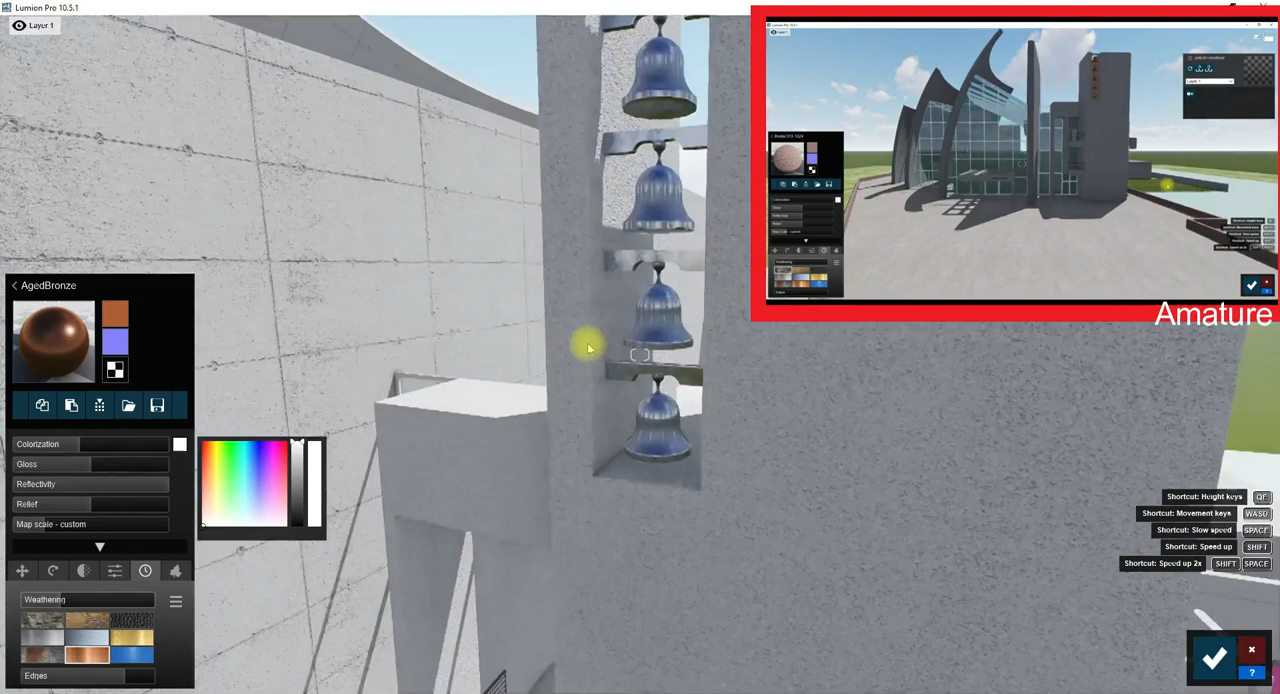 Lumion Pro 10.5.1
Layer 1
Amature
AgedBronze
Colorization
Gloss
Reflectivity
Relief
Map scale - custom
Weathering
Edges
Shortcut: Height keys QE
Shortcut: Movement keys WASD
Shortcut: Slow speed SPACE
Shortcut: Speed up SHIFT
Shortcut: Speed up 2x SHIFT SPACE
?